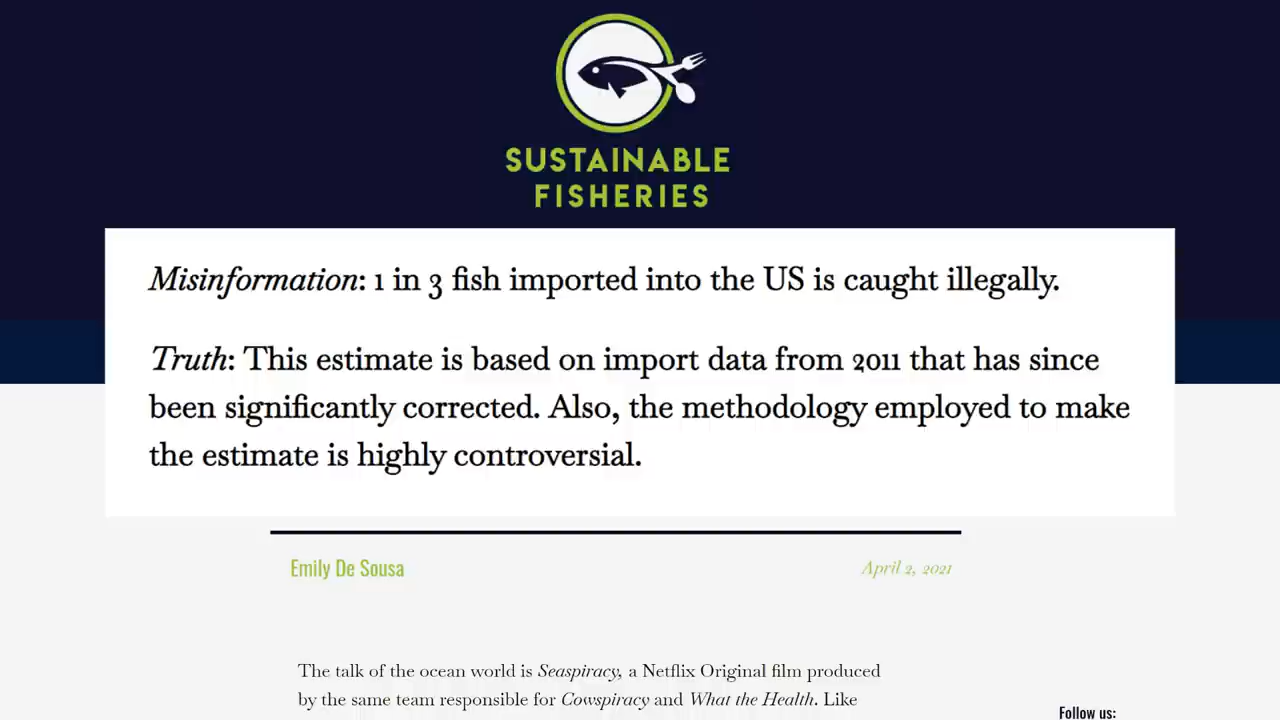 SUSTAINABLE
FISHERIES
Misinformation: 1 in 3 fish imported into the US is caught illegally.
Truth: This estimate is based on import data from 2011 that has since
been significantly corrected. Also, the methodology employed to make
the estimate is highly controversial.
Emily De Sousa
April 2, 2021
The talk of the ocean world is Seaspiracy, a Netflix Original film produced
by the same team responsible for Cowspiracy and What the Health. Like
Follow us: